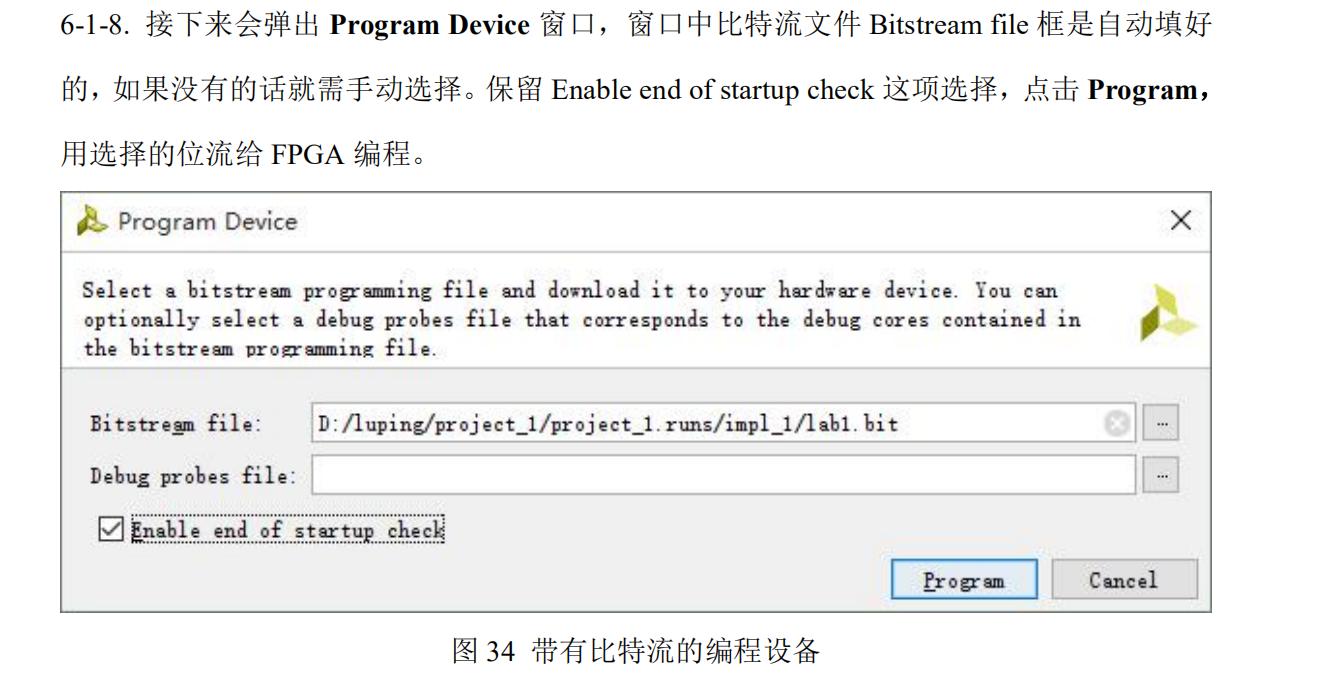 6-1-8. 接下来会弹出 Program Device 窗口，窗口中比特流文件 Bitstream file 框是自动填好
的，如果没有的话就需手动选择。保留 Enable end of startup check 这项选择，点击 Program，
用选择的位流给 FPGA 编程。
Program Device
Select a bitstream programming file and download it to your hardware device. You can
optionally select a debug probes file that corresponds to the debug cores contained in
the bitstream programming file.
Bitstream file: D:/luping/project_1/project_1.runs/impl_1/lab1.bit ...
Debug probes file: ...
Enable end of startup check
Program Cancel
图 34 带有比特流的编程设备